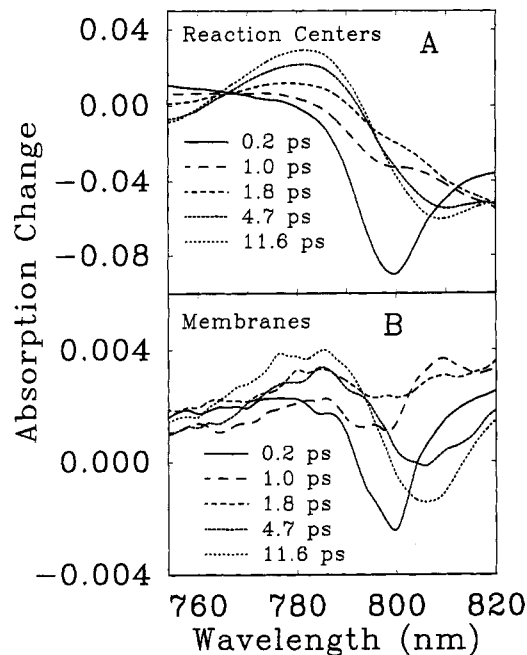 0.04
Reaction Centers A
0.00
0.2 ps
1.0 ps
-0.04
1.8 ps
4.7 ps
-0.08
11.6 ps
Absorption Change
Membranes B
0.004
0.000
0.2 ps
1.0 ps
1.8 ps
4.7 ps
11.6 ps
-0.004
760 780 800 820
Wavelength (nm)